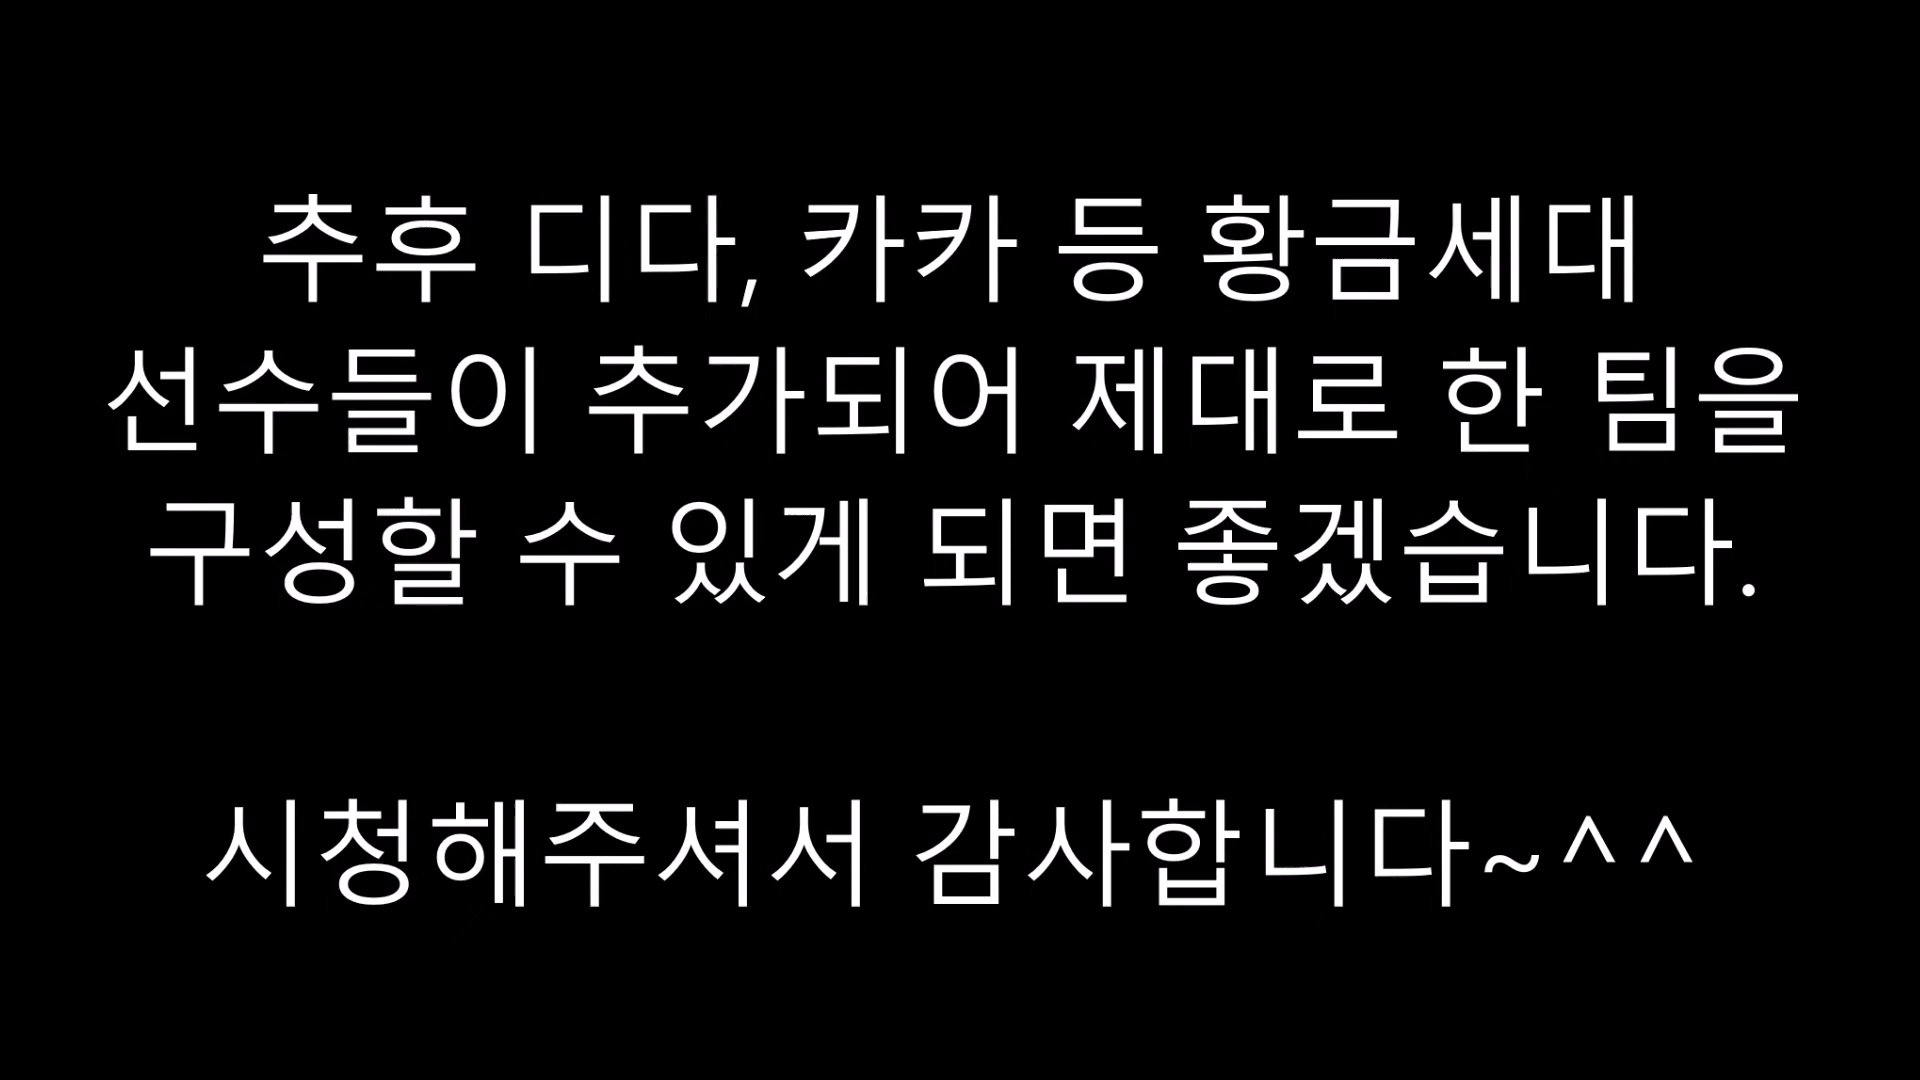 추후 디다, 카카 등 황금세대
선수들이 추가되어 제대로 한 팀을
구성할 수 있게 되면 좋겠습니다.
시청해주셔서 감사합니다~^^